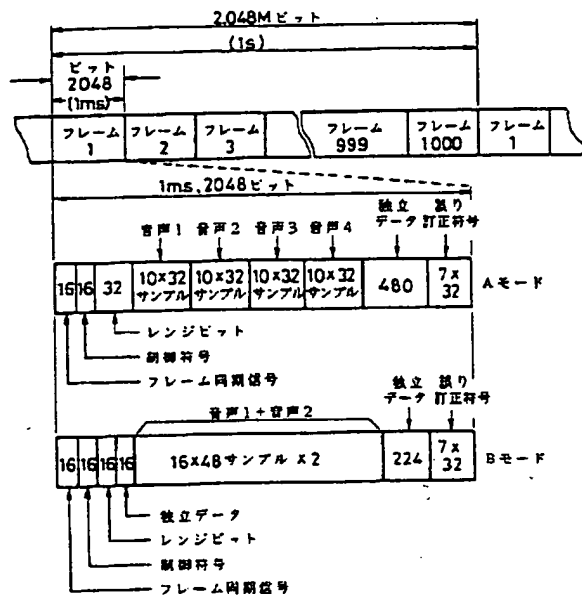 2.048Mビット
(1s)
ビット
2048
(1ms)
フレーム
1
フレーム
2
フレーム
3
フレーム
999
フレーム
1000
フレーム
1
1ms, 2048ビット
音声1 音声2 音声3 音声4
独立
データ
誤り
訂正符号
16 16 32
10×32
サンプル
10×32
サンプル
10×32
サンプル
10×32
サンプル
480
7×
32
Aモード
レンジビット
制御符号
フレーム同期信号
音声1+音声2
独立
データ
誤り
訂正符号
16 16 16 16
16×48サンプル×2
224
7×
32
Bモード
独立データ
レンジビット
制御符号
フレーム同期信号